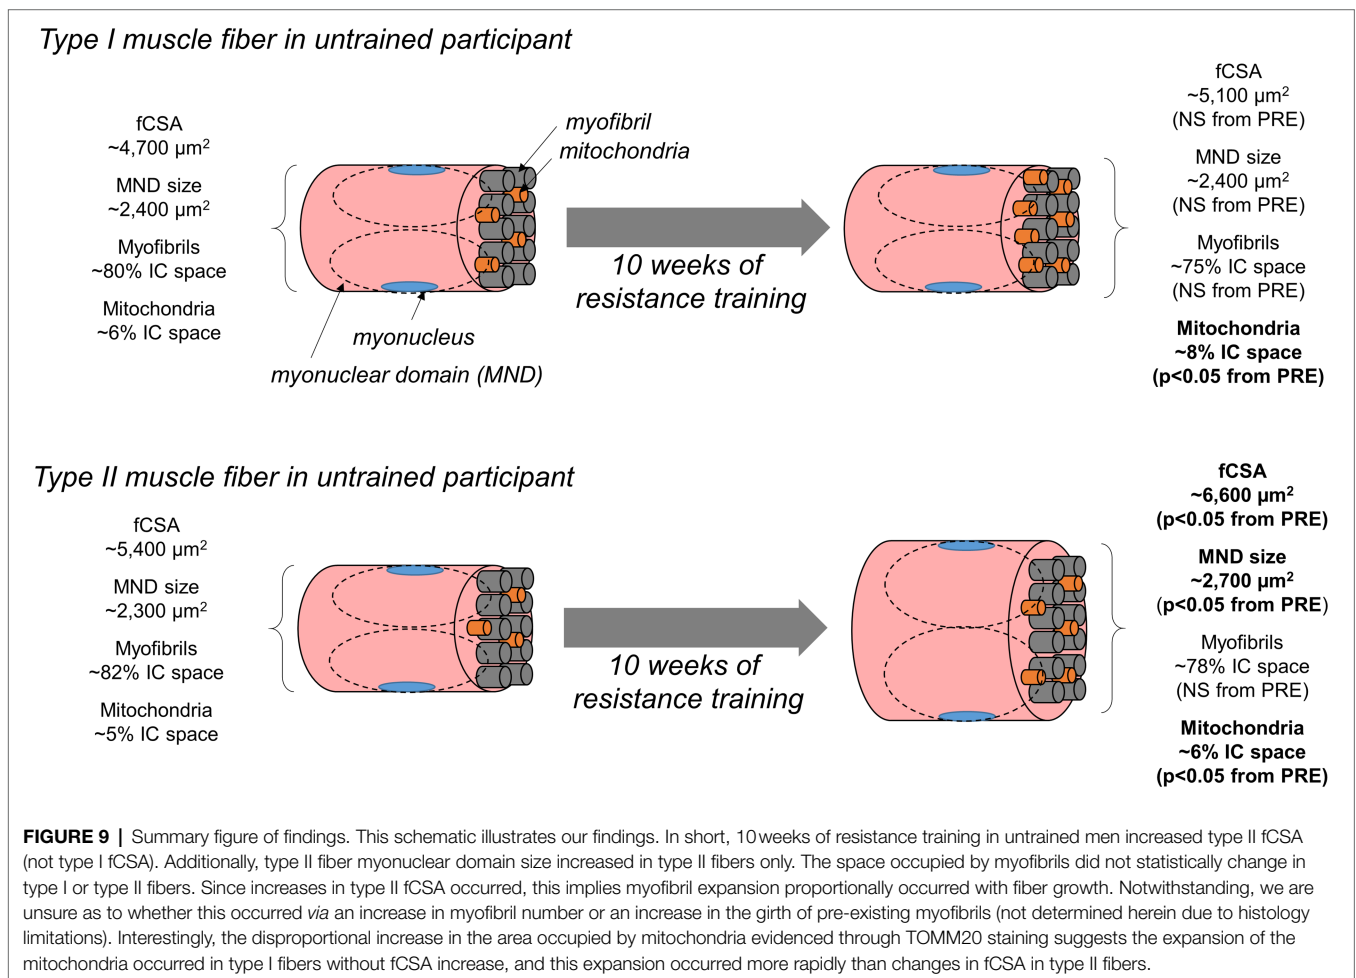 Type I muscle fiber in untrained participant
fCSA
~4,700 µm²
MND size
~2,400 µm²
Myofibrils
~80% IC space
Mitochondria
~6% IC space
myofibril
mitochondria
myonucleus
myonuclear domain (MND)
10 weeks of
resistance training
fCSA
~5,100 µm²
(NS from PRE)
MND size
~2,400 µm²
(NS from PRE)
Myofibrils
~75% IC space
(NS from PRE)
Mitochondria
~8% IC space
(p<0.05 from PRE)
Type II muscle fiber in untrained participant
fCSA
~5,400 µm²
MND size
~2,300 µm²
Myofibrils
~82% IC space
Mitochondria
~5% IC space
10 weeks of
resistance training
fCSA
~6,600 µm²
(p<0.05 from PRE)
MND size
~2,700 µm²
(p<0.05 from PRE)
Myofibrils
~78% IC space
(NS from PRE)
Mitochondria
~6% IC space
(p<0.05 from PRE)
FIGURE 9 | Summary figure of findings. This schematic illustrates our findings. In short, 10 weeks of resistance training in untrained men increased type II fCSA
(not type I fCSA). Additionally, type II fiber myonuclear domain size increased in type II fibers only. The space occupied by myofibrils did not statistically change in
type I or type II fibers. Since increases in type II fCSA occurred, this implies myofibril expansion proportionally occurred with fiber growth. Notwithstanding, we are
unsure as to whether this occurred via an increase in myofibril number or an increase in the girth of pre-existing myofibrils (not determined herein due to histology
limitations). Interestingly, the disproportional increase in the area occupied by mitochondria evidenced through TOMM20 staining suggests the expansion of the
mitochondria occurred in type I fibers without fCSA increase, and this expansion occurred more rapidly than changes in fCSA in type II fibers.